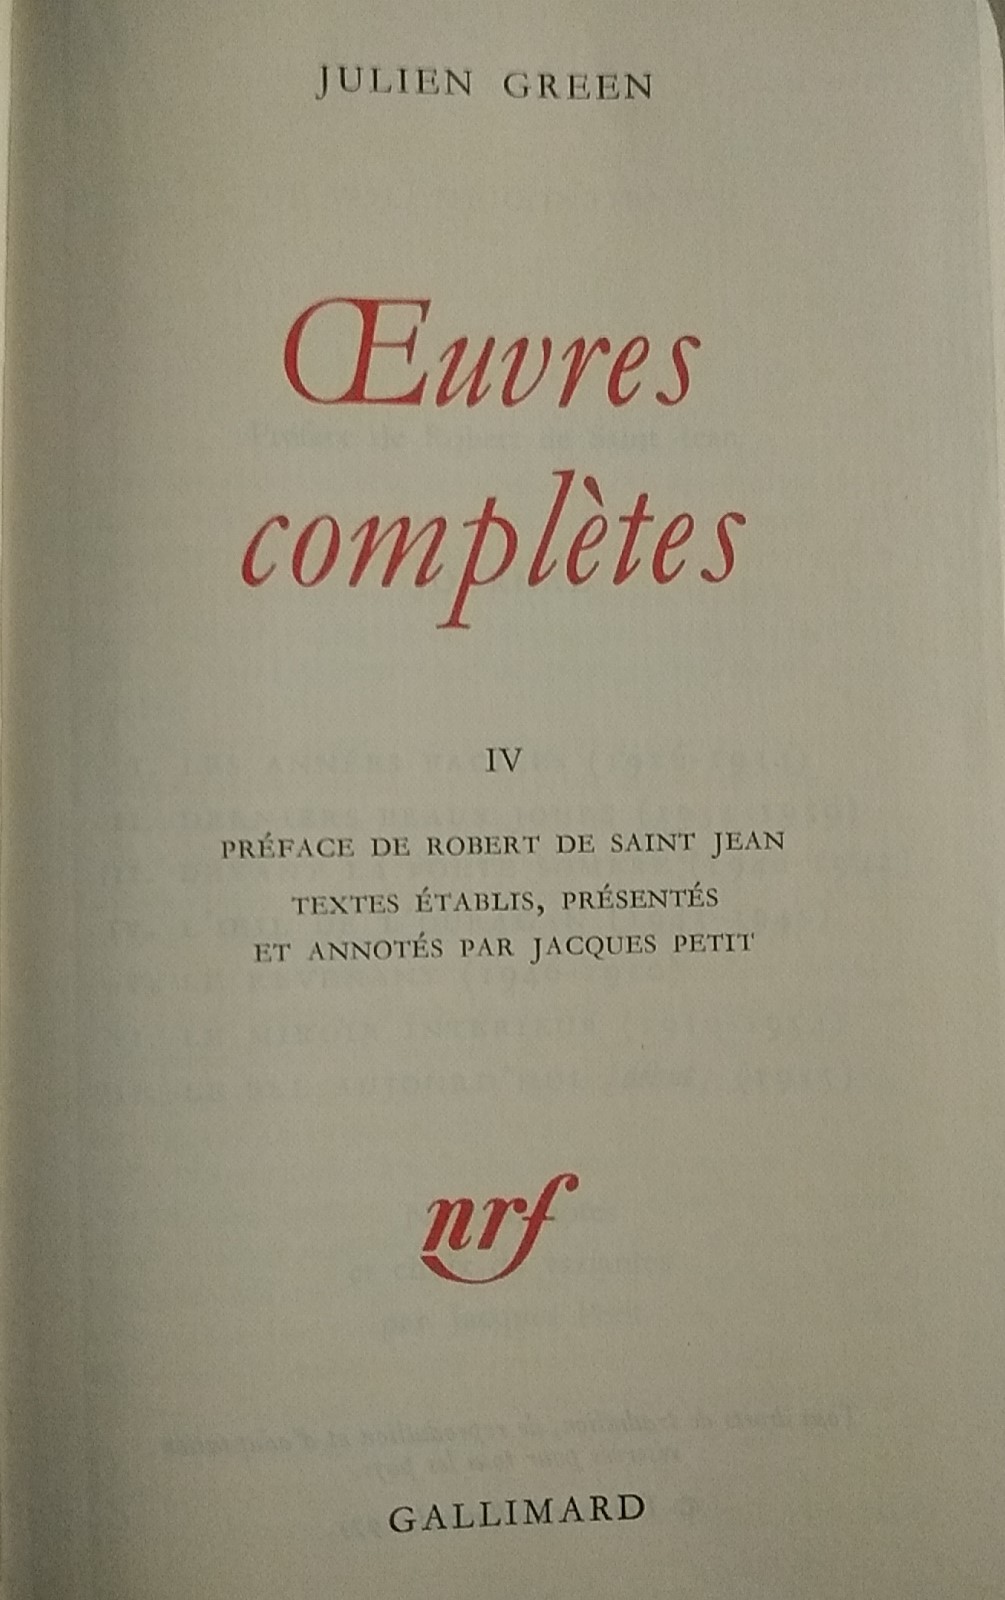 JULIEN GREEN
Œuvres
complètes
IV
PRÉFACE DE ROBERT DE SAINT JEAN
TEXTES ÉTABLIS, PRÉSENTÉS
ET ANNOTÉS PAR JACQUES PETIT
nrf
GALLIMARD